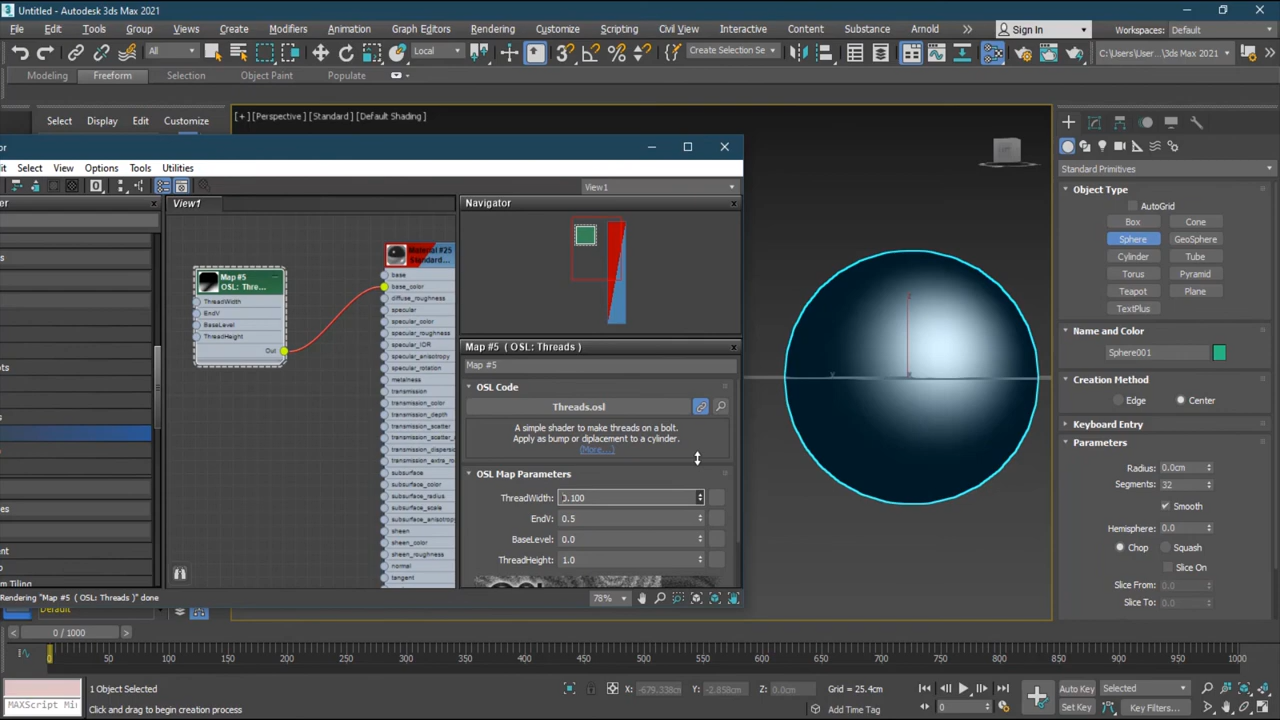 Untitled - Autodesk 3ds Max 2021
File Edit Tools Group Views Create Modifiers Animation Graph Editors Rendering Customize Scripting Civil View Substance Arnold Interactive Content Sign In Workspaces: Default
All Local Create Selection Se C:\Users\User ...\3ds Max 2021
Modeling Freeform Selection Object Paint Populate
Select Display Edit Customize
[ + ] [Perspective ] [Standard ] [Default Shading ]
Select View Options Tools Utilities
View1
View1
Navigator
Map #5
OSL: Thre...
ThreadWidth
EndV
BaseLevel
ThreadHeight
Out
Material #25
Standard...
base
base_color
diffuse_roughness
specular
specular_color
specular_roughness
specular_IOR
specular_anisotropy
specular_rotation
metalness
transmission
transmission_color
transmission_depth
transmission_scatter
transmission_scatter_
transmission_dispers
transmission_extra_ro
subsurface
subsurface_color
subsurface_radius
subsurface_scale
subsurface_anisotrop
sheen
sheen_color
sheen_roughness
normal
tangent
Map #5 ( OSL: Threads )
Map #5
OSL Code
Threads.osl
A simple shader to make threads on a bolt.
Apply as bump or diplacement to a cylinder.
(More...)
OSL Map Parameters
ThreadWidth: 0.100
EndV: 0.5
BaseLevel: 0.0
ThreadHeight: 1.0
Rendering "Map #5 ( OSL: Threads )" done
78%
Default
Standard Primitives
Object Type
AutoGrid
Box Cone
Sphere GeoSphere
Cylinder Tube
Torus Pyramid
Teapot Plane
TextPlus
Name and Color
Sphere001
Creation Method
Edge Center
Keyboard Entry
Parameters
Radius: 0.0cm
Segments: 32
Smooth
Hemisphere: 0.0
Chop Squash
Slice On
Slice From: 0.0
Slice To: 0.0
0 / 1000
0 50 100 150 200 250 300 350 400 450 500 550 600 650 700 750 800 850 900 950 1000
1 Object Selected
X: -679.338cm Y: -2.858cm Z: 0.0cm Grid = 25.4cm
Auto Key Selected
MAXScript Mi
Click and drag to begin creation process
Add Time Tag
0
Set Key Key Filters...